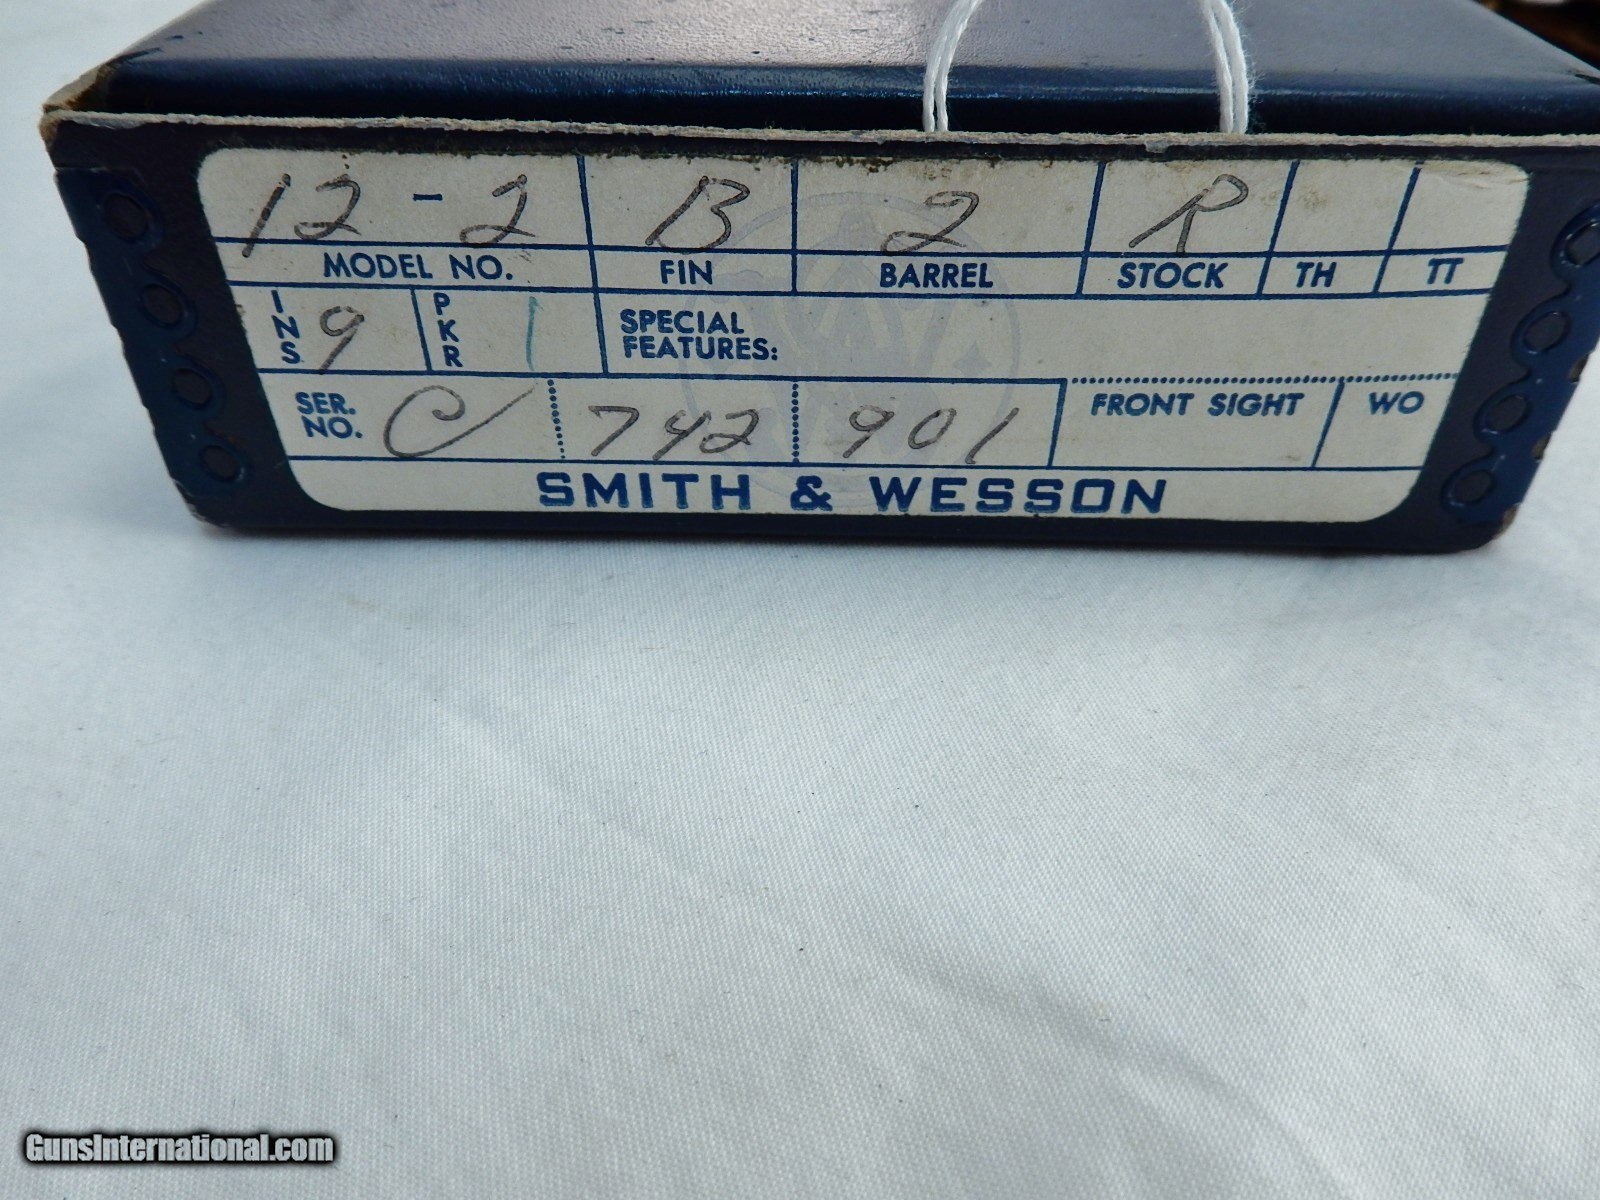 12-2 B 2 R
MODEL NO. FIN BARREL STOCK TH TT
INS 9 PKR 1 SPECIAL FEATURES:
SER. NO. C 742 901 FRONT SIGHT WO
SMITH & WESSON
GunsInternational.com